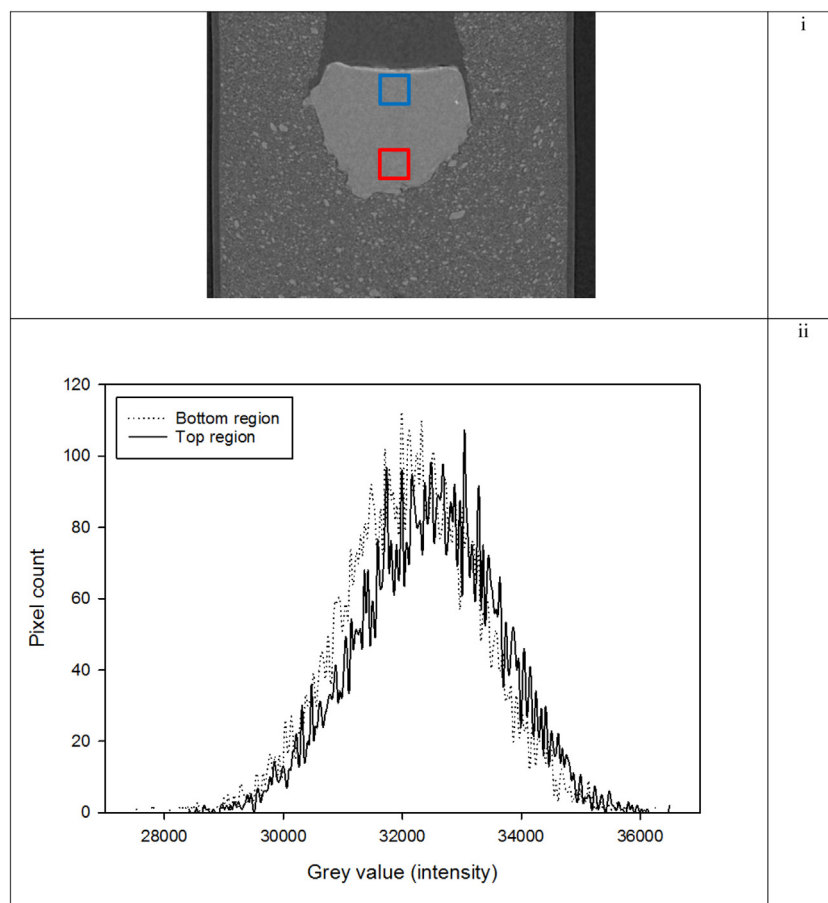 i
ii
120
100
80
60
40
20
0
Pixel count
Bottom region
Top region
28000 30000 32000 34000 36000
Grey value (intensity)